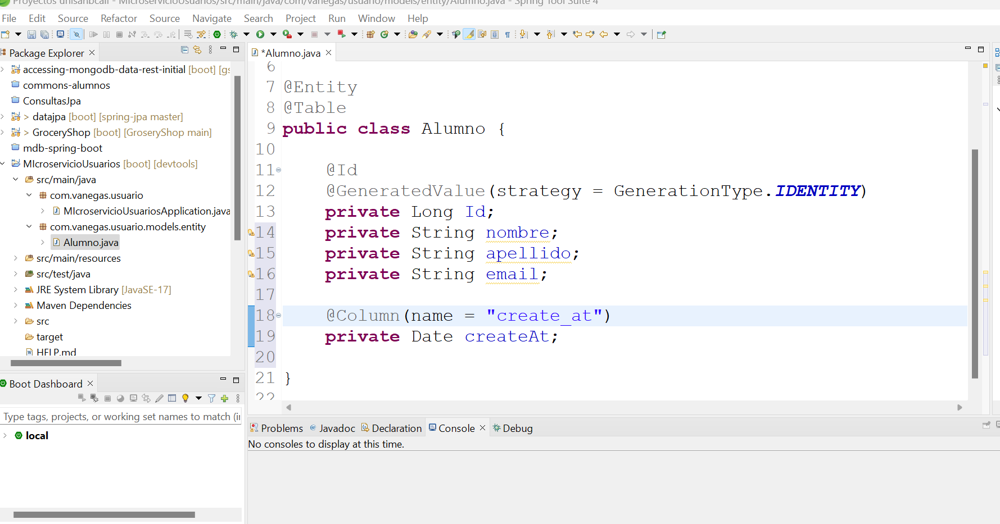 Proyectos unisanbcali - MicroservicioUsuarios/src/main/java/com/vanegas/usuario/models/entity/Alumno.java - Spring Tool Suite 4
File Edit Source Refactor Source Navigate Search Project Run Window Help
Package Explorer
accessing-mongodb-data-rest-initial [boot] [gs
commons-alumnos
ConsultasJpa
> datajpa [boot] [spring-jpa master]
> GroceryShop [boot] [GroseryShop main]
mdb-spring-boot
MIcroservicioUsuarios [boot] [devtools]
src/main/java
com.vanegas.usuario
MIcroservicioUsuariosApplication.java
com.vanegas.usuario.models.entity
Alumno.java
src/main/resources
src/test/java
JRE System Library [JavaSE-17]
Maven Dependencies
src
target
HELP.md
Boot Dashboard
Type tags, projects, or working set names to match (i
local
*Alumno.java
6
7 @Entity
8 @Table
9 public class Alumno {
10
11 @Id
12 @GeneratedValue(strategy = GenerationType.IDENTITY)
13 private Long Id;
14 private String nombre;
15 private String apellido;
16 private String email;
17
18 @Column(name = "create_at")
19 private Date createAt;
20
21 }
22
Problems Javadoc Declaration Console Debug
No consoles to display at this time.